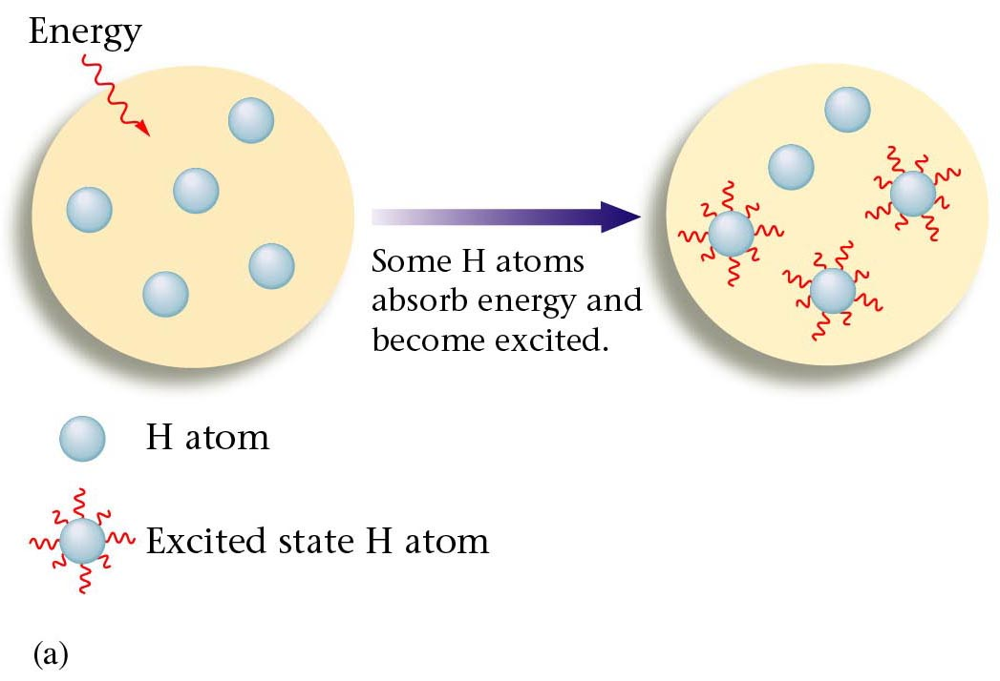 Energy
Some H atoms
absorb energy and
become excited.
H atom
Excited state H atom
(a)